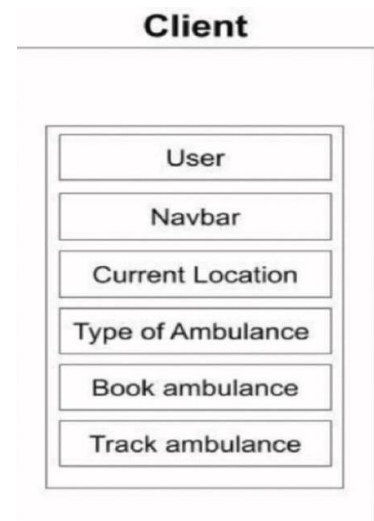 Client
User
Navbar
Current Location
Type of Ambulance
Book ambulance
Track ambulance